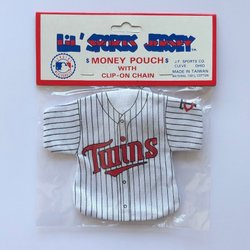 Lil' SPORTS JERSEY
$ MONEY POUCH $
WITH
CLIP-ON CHAIN
J.F. SPORTS CO.
CLEVE OHIO
MADE IN TAIWAN
Twins